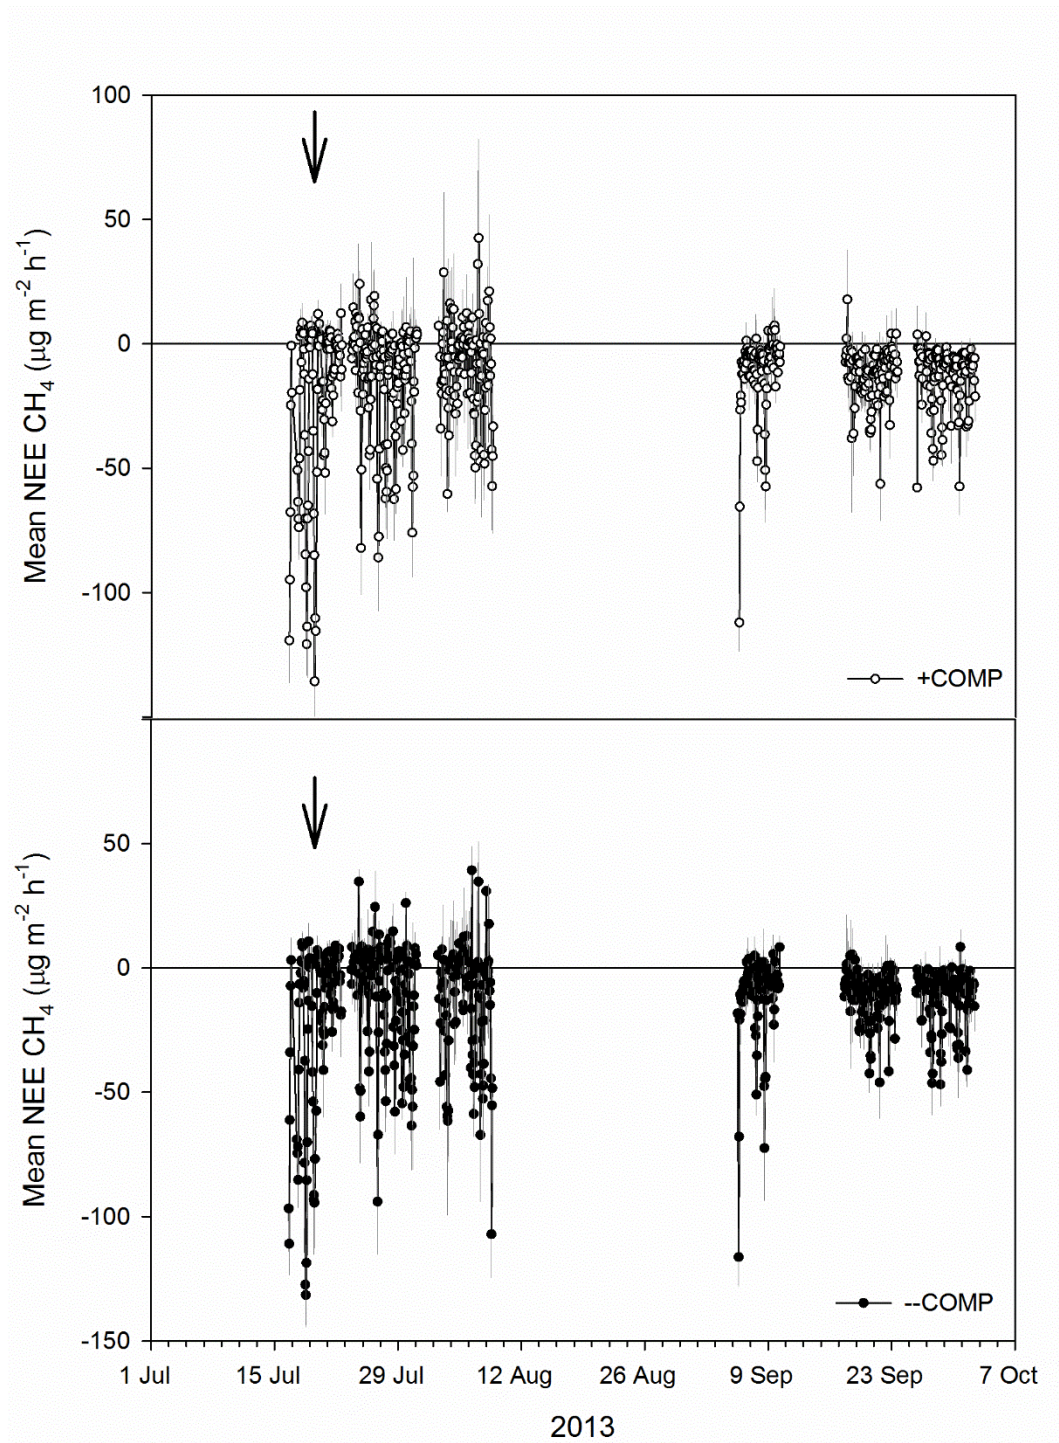 100
50
0
-50
-100
Mean NEE CH4 (µg m-2 h-1)
+COMP
50
0
-50
-100
-150
Mean NEE CH4 (µg m-2 h-1)
--COMP
1 Jul 15 Jul 29 Jul 12 Aug 26 Aug 9 Sep 23 Sep 7 Oct
2013